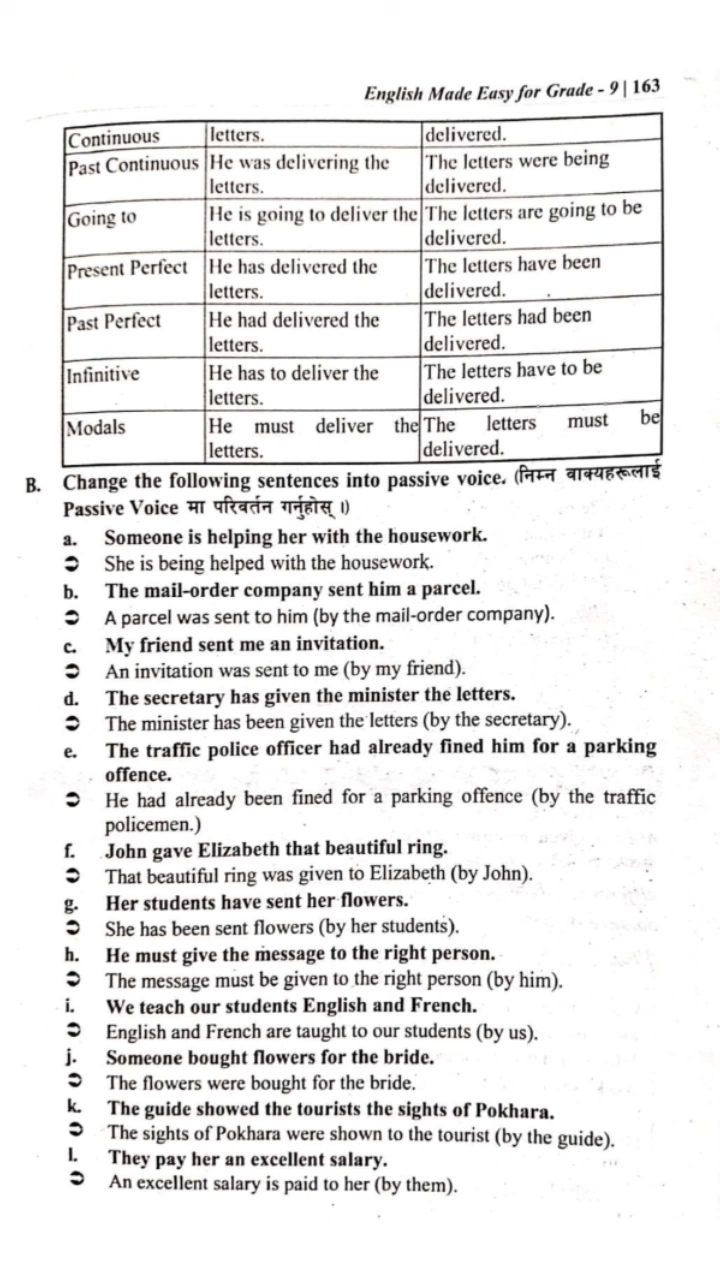 English Made Easy for Grade - 9 | 163
Continuous letters. delivered.
Past Continuous He was delivering the The letters were being
letters. delivered.
Going to He is going to deliver the The letters are going to be
letters. delivered.
Present Perfect He has delivered the The letters have been
letters. delivered.
Past Perfect He had delivered the The letters had been
letters. delivered.
Infinitive He has to deliver the The letters have to be
letters. delivered.
Modals He must deliver the The letters must be
letters. delivered.
B. Change the following sentences into passive voice. (निम्न वाक्यहरूलाई
Passive Voice मा परिवर्तन गर्नुहोस् ।)
a. Someone is helping her with the housework.
➲ She is being helped with the housework.
b. The mail-order company sent him a parcel.
➲ A parcel was sent to him (by the mail-order company).
c. My friend sent me an invitation.
➲ An invitation was sent to me (by my friend).
d. The secretary has given the minister the letters.
➲ The minister has been given the letters (by the secretary).
e. The traffic police officer had already fined him for a parking
offence.
➲ He had already been fined for a parking offence (by the traffic
policemen.)
f. John gave Elizabeth that beautiful ring.
➲ That beautiful ring was given to Elizabeth (by John).
g. Her students have sent her flowers.
➲ She has been sent flowers (by her students).
h. He must give the message to the right person.
➲ The message must be given to the right person (by him).
i. We teach our students English and French.
➲ English and French are taught to our students (by us).
j. Someone bought flowers for the bride.
➲ The flowers were bought for the bride.
k. The guide showed the tourists the sights of Pokhara.
➲ The sights of Pokhara were shown to the tourist (by the guide).
l. They pay her an excellent salary.
➲ An excellent salary is paid to her (by them).